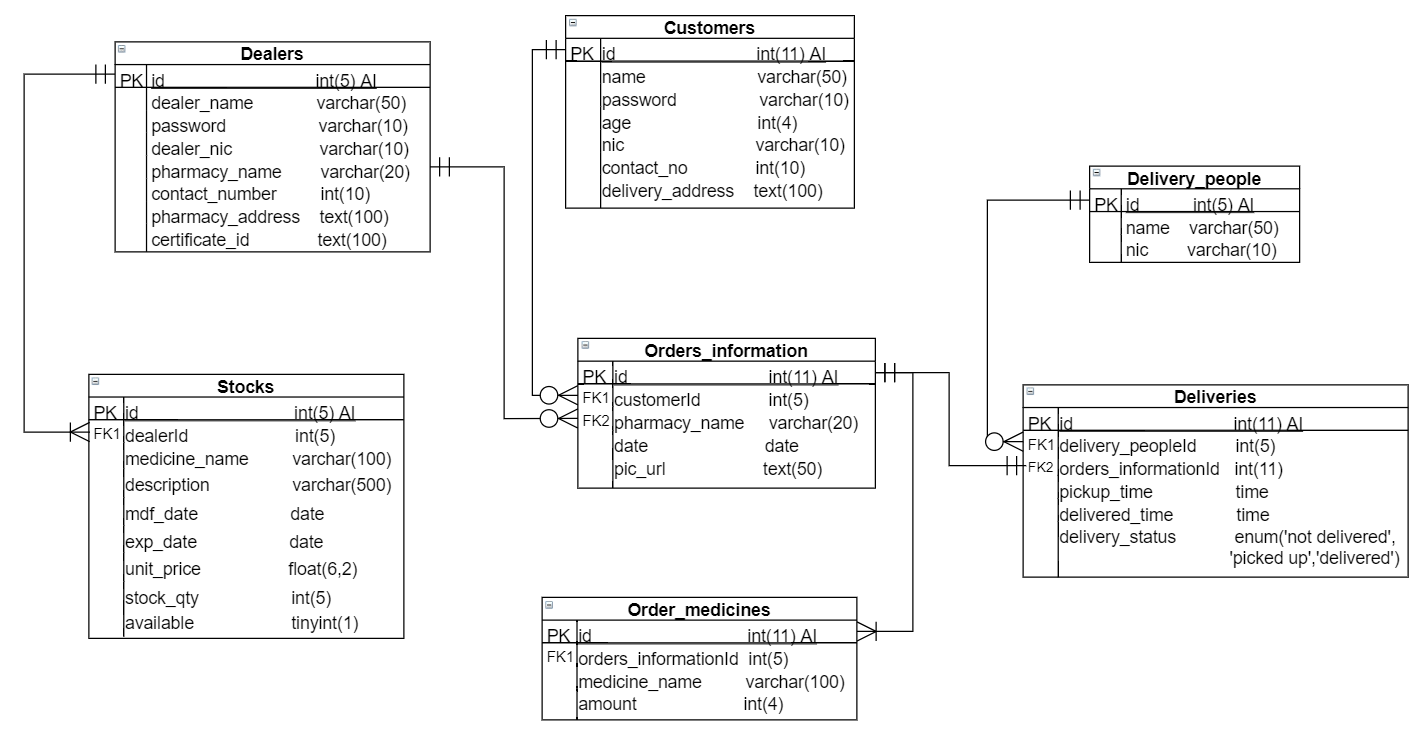 Customers
PK id int(11) AI
name varchar(50)
password varchar(10)
age int(4)
nic varchar(10)
contact_no int(10)
delivery_address text(100)
Dealers
PK id int(5) AI
dealer_name varchar(50)
password varchar(10)
dealer_nic varchar(10)
pharmacy_name varchar(20)
contact_number int(10)
pharmacy_address text(100)
certificate_id text(100)
Delivery_people
PK id int(5) AI
name varchar(50)
nic varchar(10)
Orders_information
PK id int(11) AI
FK1 customerId int(5)
FK2 pharmacy_name varchar(20)
date date
pic_url text(50)
Stocks
PK id int(5) AI
FK1 dealerId int(5)
medicine_name varchar(100)
description varchar(500)
mdf_date date
exp_date date
unit_price float(6,2)
stock_qty int(5)
available tinyint(1)
Deliveries
PK id int(11) AI
FK1 delivery_peopleId int(5)
FK2 orders_informationId int(11)
pickup_time time
delivered_time time
delivery_status enum('not delivered',
'picked up','delivered')
Order_medicines
PK id int(11) AI
FK1 orders_informationId int(5)
medicine_name varchar(100)
amount int(4)